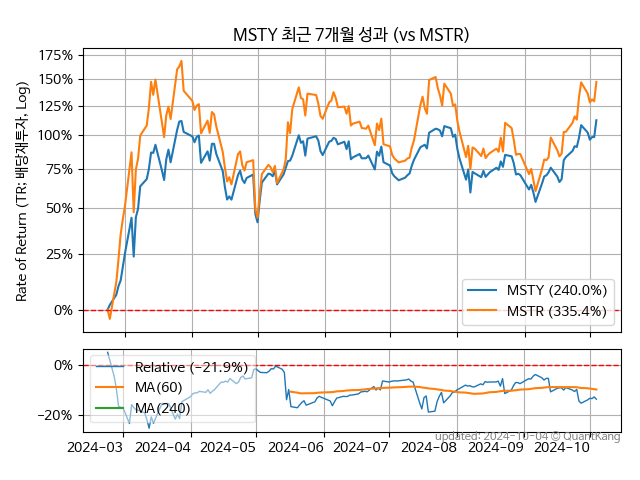 MSTY 최근 7개월 성과 (vs MSTR)
Rate of Return (TR: 배당재투자, Log)
175%
150%
125%
100%
75%
50%
25%
0%
MSTY (240.0%)
MSTR (335.4%)
0%
−20%
Relative (−21.9%)
MA(60)
MA(240)
2024-03
2024-04
2024-05
2024-06
2024-07
2024-08
2024-09
2024-10
updated: 2024-10-04 © QuantKang